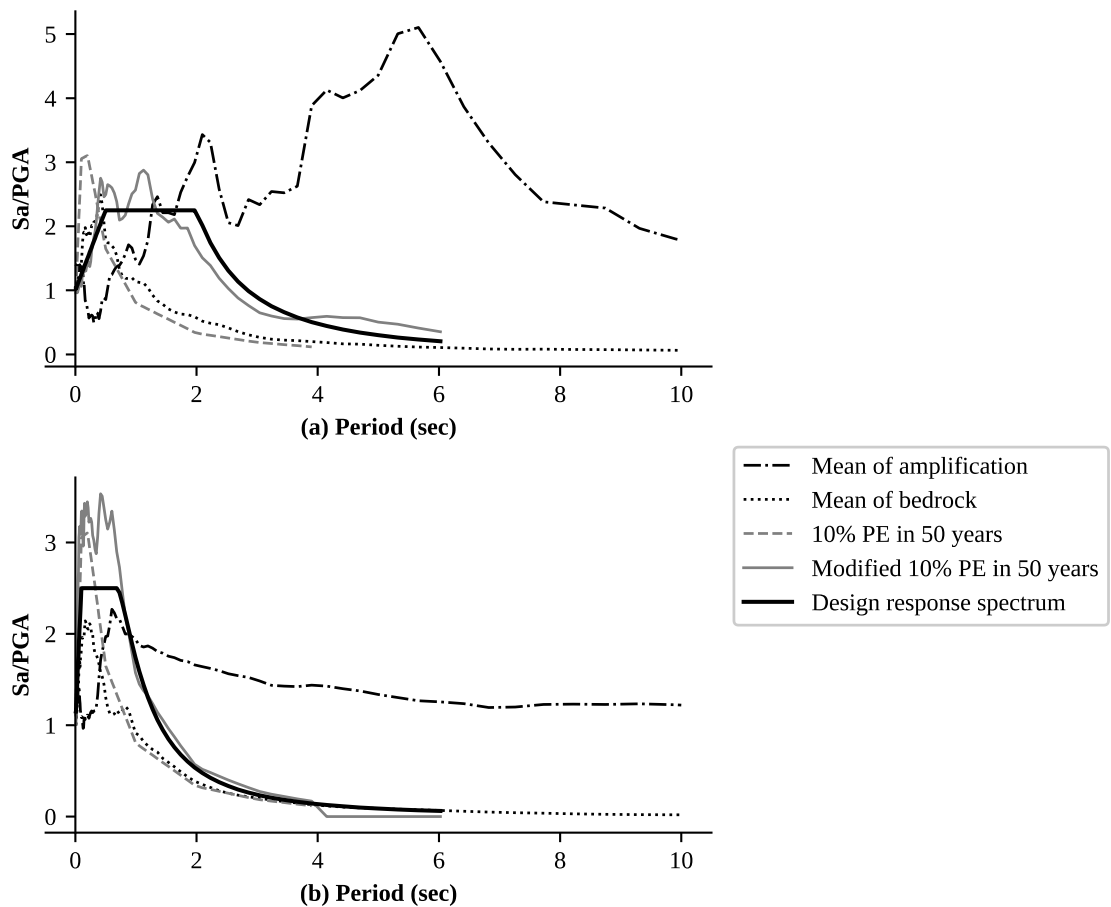 5
4
3
2
1
0
Sa/PGA
0 2 4 6 8 10
(a) Period (sec)
3
2
1
0
Sa/PGA
0 2 4 6 8 10
(b) Period (sec)
Mean of amplification
Mean of bedrock
10% PE in 50 years
Modified 10% PE in 50 years
Design response spectrum